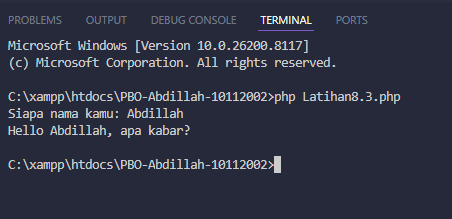 PROBLEMS OUTPUT DEBUG CONSOLE TERMINAL PORTS
Microsoft Windows [Version 10.0.26200.8117]
(c) Microsoft Corporation. All rights reserved.
C:\xampp\htdocs\PBO-Abdillah-10112002>php Latihan8.3.php
Siapa nama kamu: Abdillah
Hello Abdillah, apa kabar?
C:\xampp\htdocs\PBO-Abdillah-10112002>